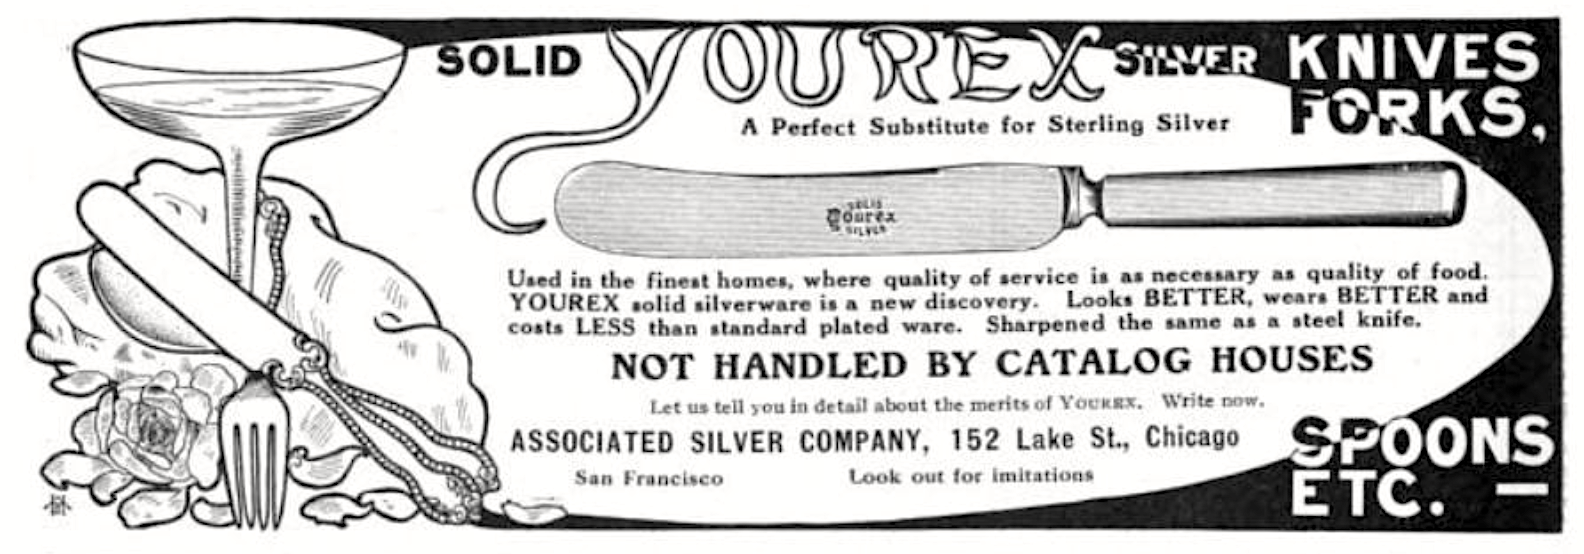 SOLID YOUREX SILVER KNIVES
FORKS,
A Perfect Substitute for Sterling Silver
SOLID
Yourex
SILVER
Used in the finest homes, where quality of service is as necessary as quality of food.
YOUREX solid silverware is a new discovery. Looks BETTER, wears BETTER and
costs LESS than standard plated ware. Sharpened the same as a steel knife.
NOT HANDLED BY CATALOG HOUSES
Let us tell you in detail about the merits of YOUREX. Write now.
ASSOCIATED SILVER COMPANY, 152 Lake St., Chicago
San Francisco Look out for imitations
SPOONS
ETC. —